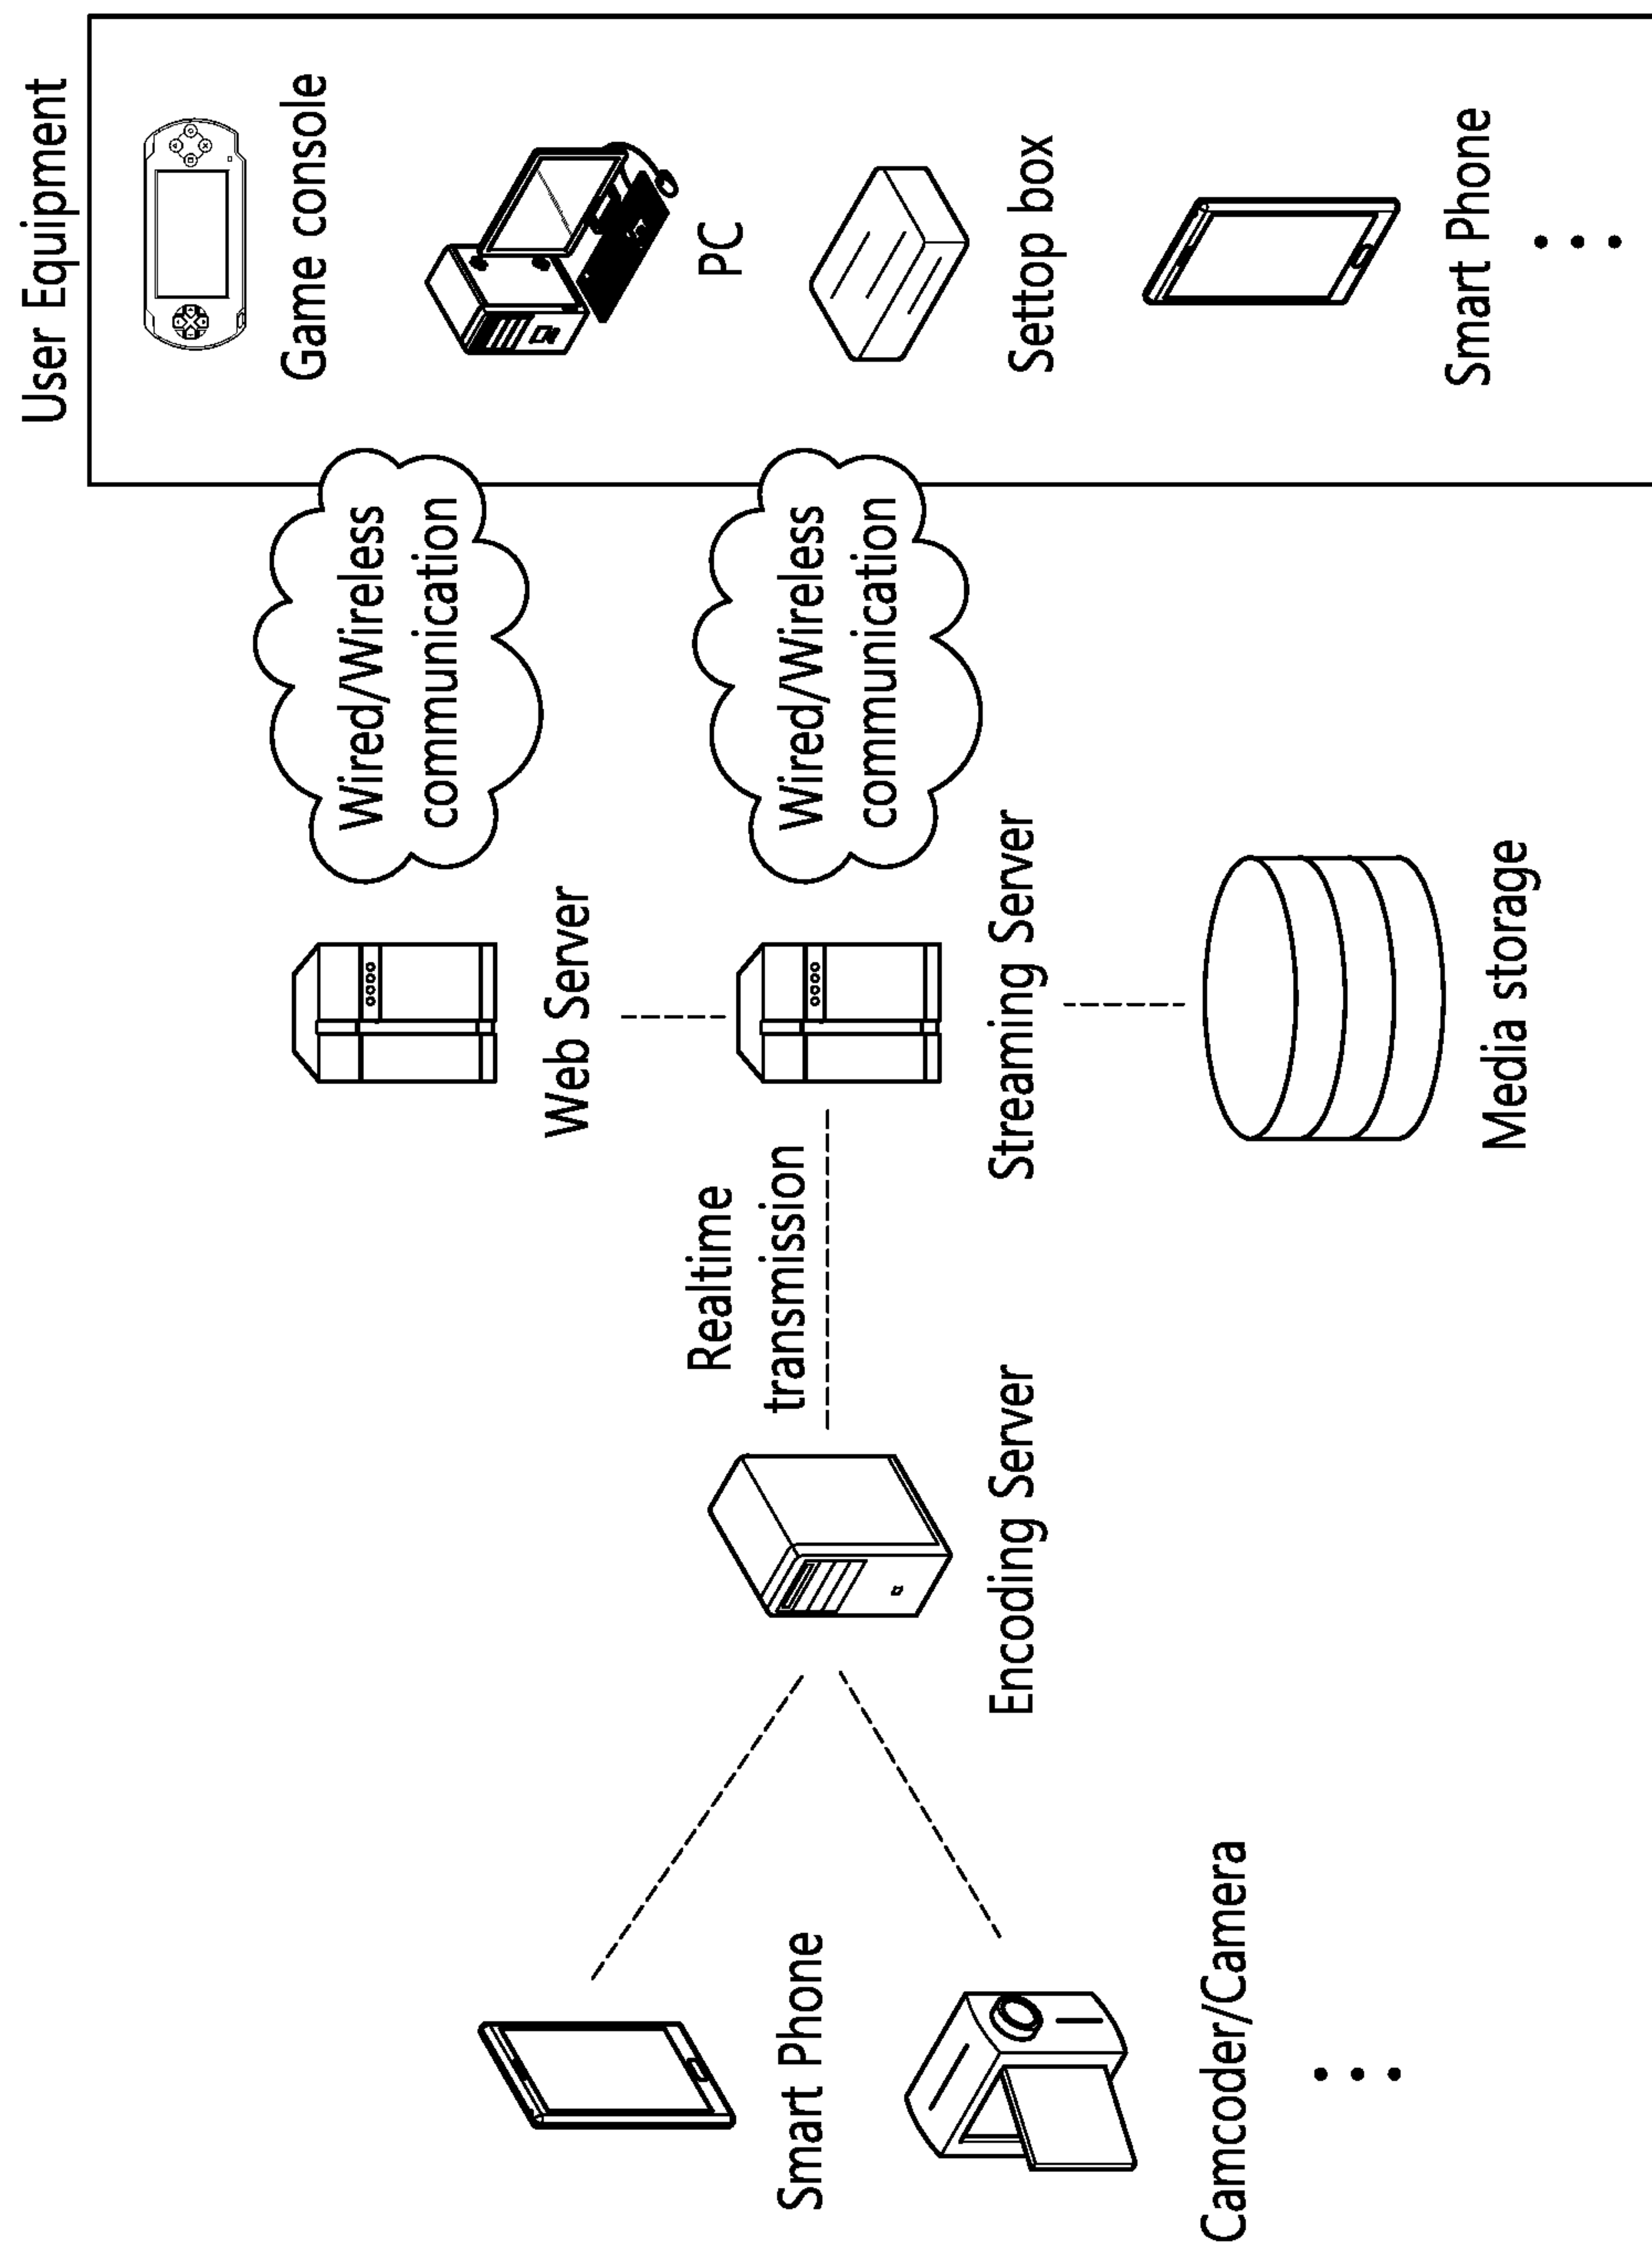 User Equipment
Game console
PC
Settop box
Smart Phone
Wired/Wireless
communication
Wired/Wireless
communication
Web Server
Streaming Server
Media storage
Realtime
transmission
Encoding Server
Smart Phone
Camcoder/Camera